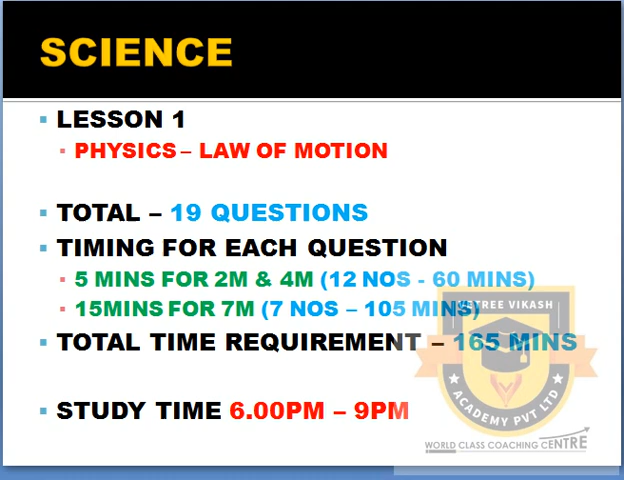 SCIENCE
LESSON 1
PHYSICS – LAW OF MOTION
TOTAL – 19 QUESTIONS
TIMING FOR EACH QUESTION
5 MINS FOR 2M & 4M (12 NOS - 60 MINS)
15MINS FOR 7M (7 NOS – 105 MINS)
TOTAL TIME REQUIREMENT – 165 MINS
STUDY TIME 6.00PM – 9PM
VIKASH
ACADEMY PVT LTD
WORLD CLASS COACHING CENTRE